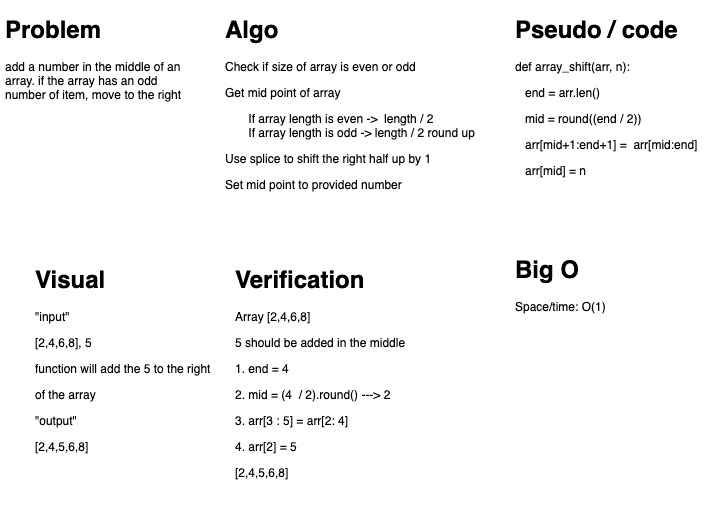 Problem
add a number in the middle of an
array. if the array has an odd
number of item, move to the right
Algo
Check if size of array is even or odd
Get mid point of array
If array length is even -> length / 2
If array length is odd -> length / 2 round up
Use splice to shift the right half up by 1
Set mid point to provided number
Pseudo / code
def array_shift(arr, n):
end = arr.len()
mid = round((end / 2))
arr[mid+1:end+1] = arr[mid:end]
arr[mid] = n
Visual
"input"
[2,4,6,8], 5
function will add the 5 to the right
of the array
"output"
[2,4,5,6,8]
Verification
Array [2,4,6,8]
5 should be added in the middle
1. end = 4
2. mid = (4 / 2).round() ---> 2
3. arr[3 : 5] = arr[2: 4]
4. arr[2] = 5
[2,4,5,6,8]
Big O
Space/time: O(1)